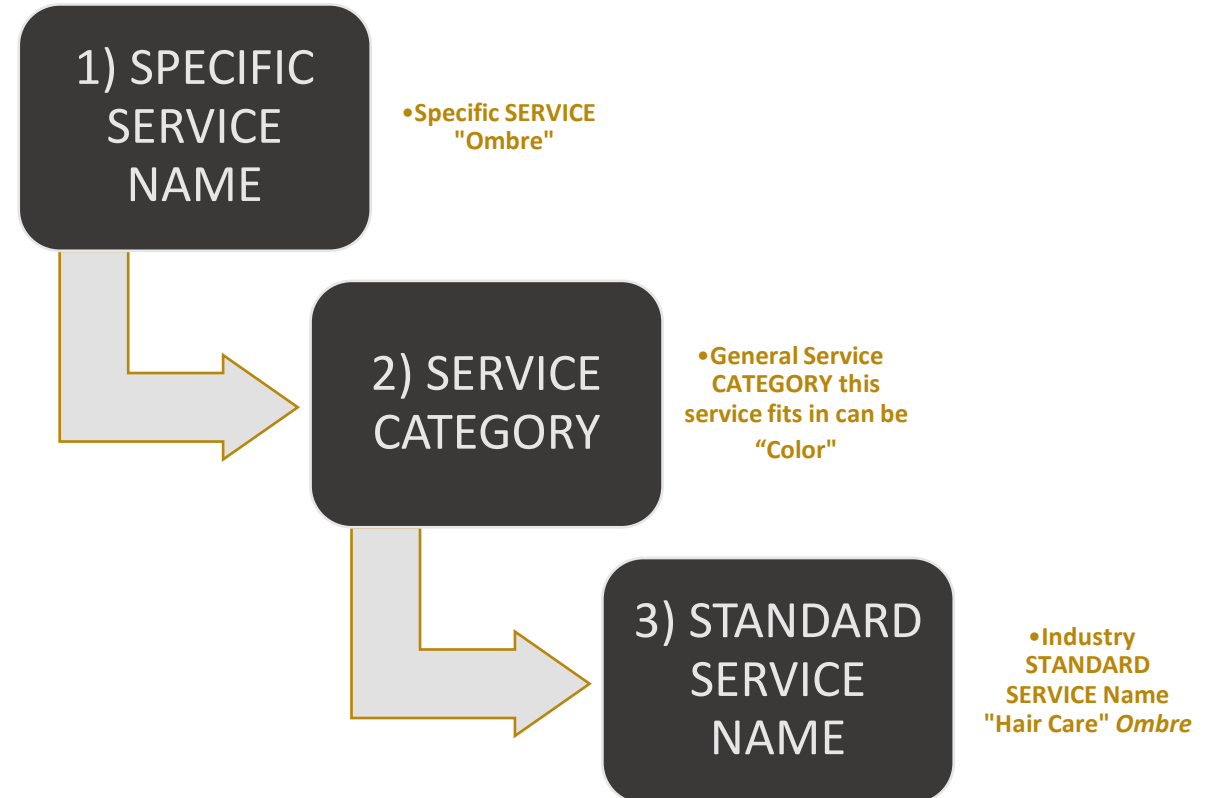 1) SPECIFIC
SERVICE
NAME
•Specific SERVICE
"Ombre"
2) SERVICE
CATEGORY
•General Service
CATEGORY this
service fits in can be
“Color"
3) STANDARD
SERVICE
NAME
•Industry
STANDARD
SERVICE Name
"Hair Care" Ombre